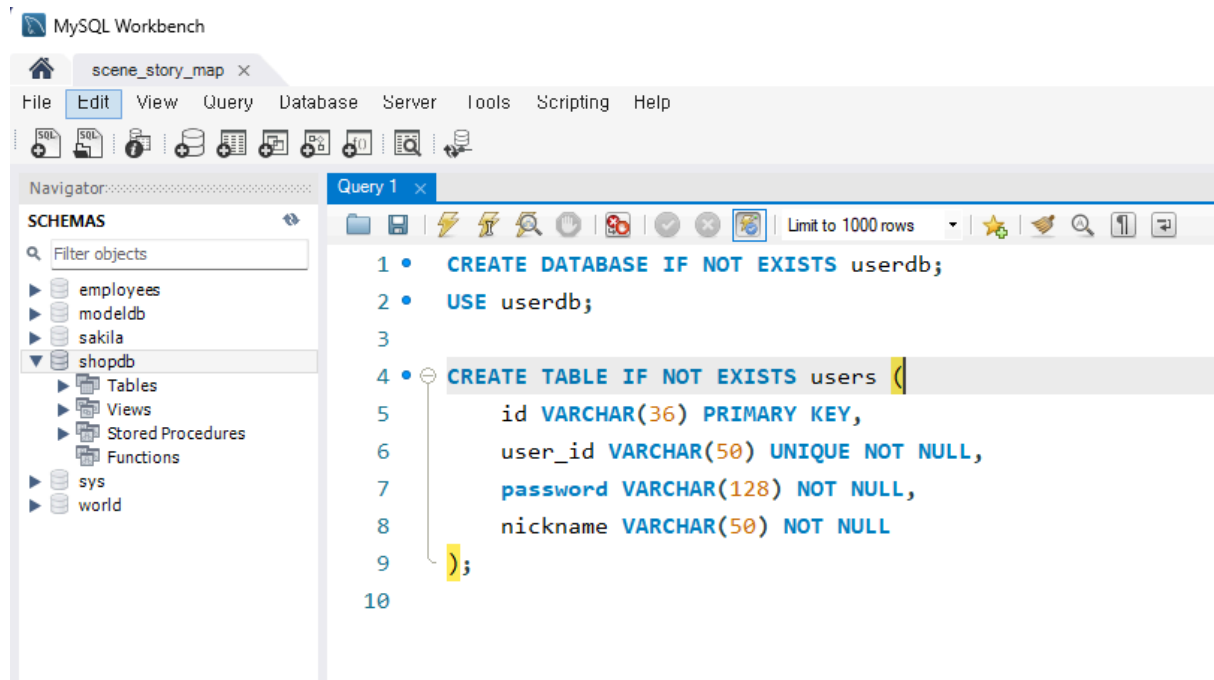 MySQL Workbench
scene_story_map
File Edit View Query Database Server Tools Scripting Help
Navigator
Query 1
SCHEMAS
Limit to 1000 rows
Filter objects
employees
modeldb
sakila
shopdb
Tables
Views
Stored Procedures
Functions
sys
world
1 CREATE DATABASE IF NOT EXISTS userdb;
2 USE userdb;
3
4 CREATE TABLE IF NOT EXISTS users (
5 id VARCHAR(36) PRIMARY KEY,
6 user_id VARCHAR(50) UNIQUE NOT NULL,
7 password VARCHAR(128) NOT NULL,
8 nickname VARCHAR(50) NOT NULL
9 );
10